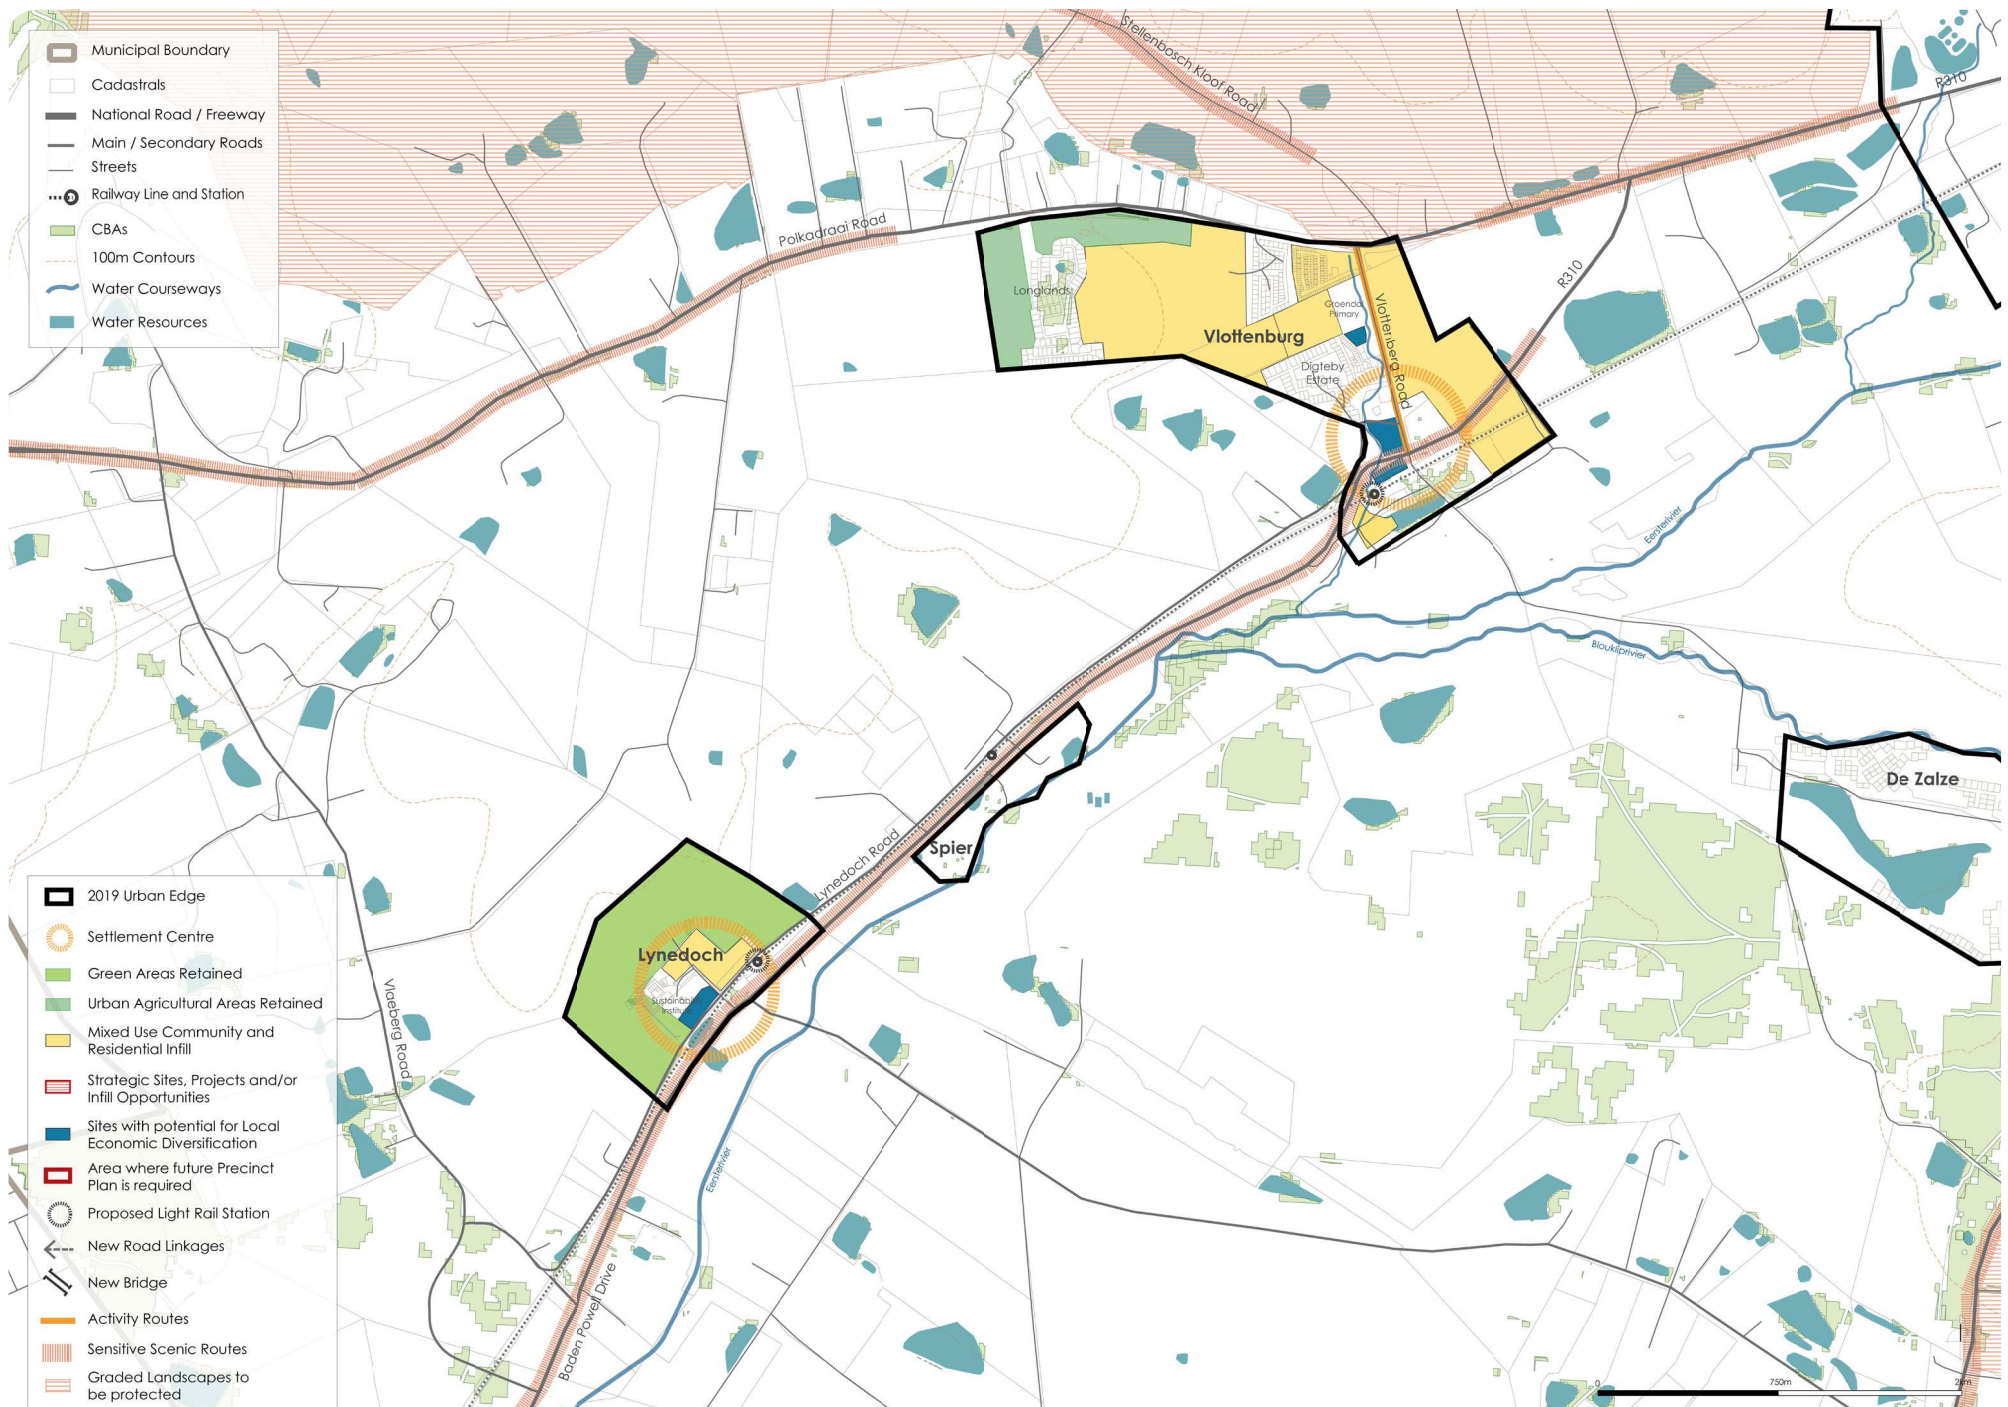 Municipal Boundary
Cadastrals
National Road / Freeway
Main / Secondary Roads
Streets
Railway Line and Station
CBAs
100m Contours
Water Courseways
Water Resources
Stellenbosch Kloof Road
R310
Polkadraai Road
Longlands
Vlottenburg
Groendal
Primary
Digteby
Estate
Vlottenberg Road
R310
Eersterivier
Blouklliprivier
De Zalze
Spier
Lynedoch Road
Lynedoch
Sustainability
Institute
Vlaeberg Road
Eersterivier
Baden Powell Drive
2019 Urban Edge
Settlement Centre
Green Areas Retained
Urban Agricultural Areas Retained
Mixed Use Community and
Residential Infill
Strategic Sites, Projects and/or
Infill Opportunities
Sites with potential for Local
Economic Diversification
Area where future Precinct
Plan is required
Proposed Light Rail Station
New Road Linkages
New Bridge
Activity Routes
Sensitive Scenic Routes
Graded Landscapes to
be protected
0 750m 2km